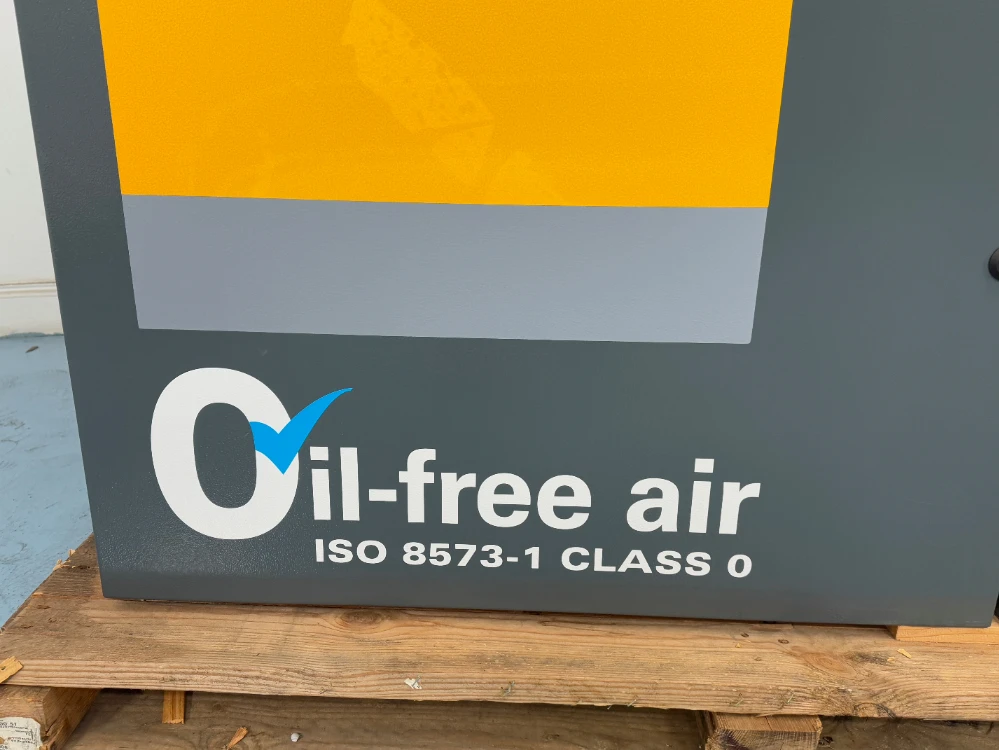 Oil-free air
ISO 8573-1 CLASS 0